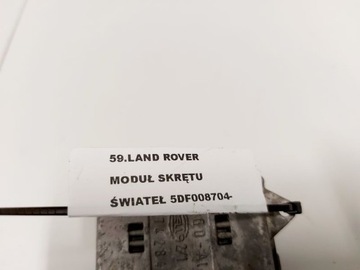 59.LAND ROVER
MODUŁ SKRĘTU
ŚWIATEŁ 5DF008704-